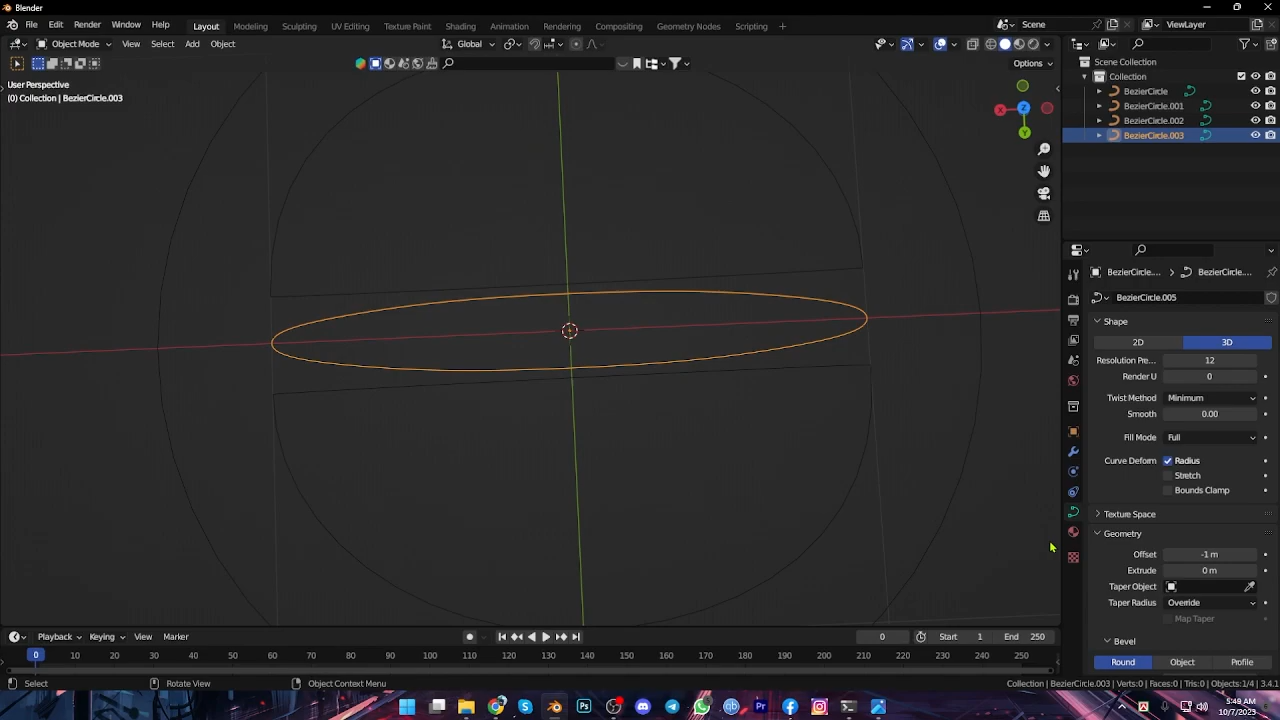 Blender
File Edit Render Window Help Layout Modeling Sculpting UV Editing Texture Paint Shading Animation Rendering Compositing Geometry Nodes Scripting + Scene ViewLayer
Object Mode View Select Add Object Global
Options
User Perspective
(0) Collection | BezierCircle.003
X Z Y
Scene Collection
Collection
BezierCircle
BezierCircle.001
BezierCircle.002
BezierCircle.003
BezierCircle.... > BezierCircle....
BezierCircle.005
Shape
2D 3D
Resolution Pre... 12
Render U 0
Twist Method Minimum
Smooth 0.00
Fill Mode Full
Curve Deform Radius
Stretch
Bounds Clamp
Texture Space
Geometry
Offset -1 m
Extrude 0 m
Taper Object
Taper Radius Override
Map Taper
Bevel
Round Object Profile
Playback Keying View Marker 0 Start 1 End 250
0 10 20 30 40 50 60 70 80 90 100 110 120 130 140 150 160 170 180 190 200 210 220 230 240 250
Select Rotate View Object Context Menu Collection | BezierCircle.003 | Verts:0 | Faces:0 | Tris:0 | Objects:1/4 | 3.4.1
10/29/23